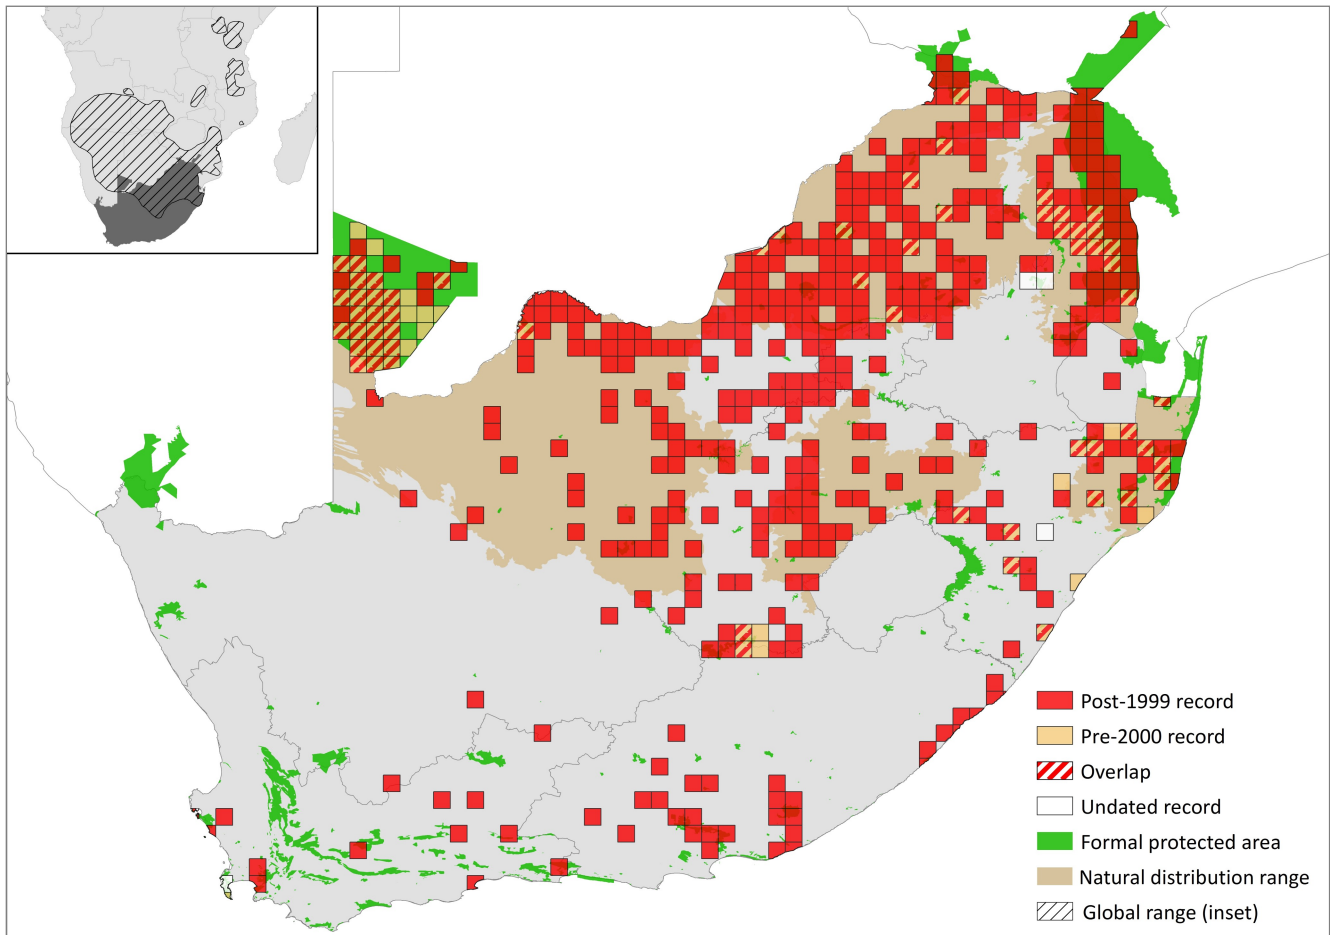 Post-1999 record
Pre-2000 record
Overlap
Undated record
Formal protected area
Natural distribution range
Global range (inset)